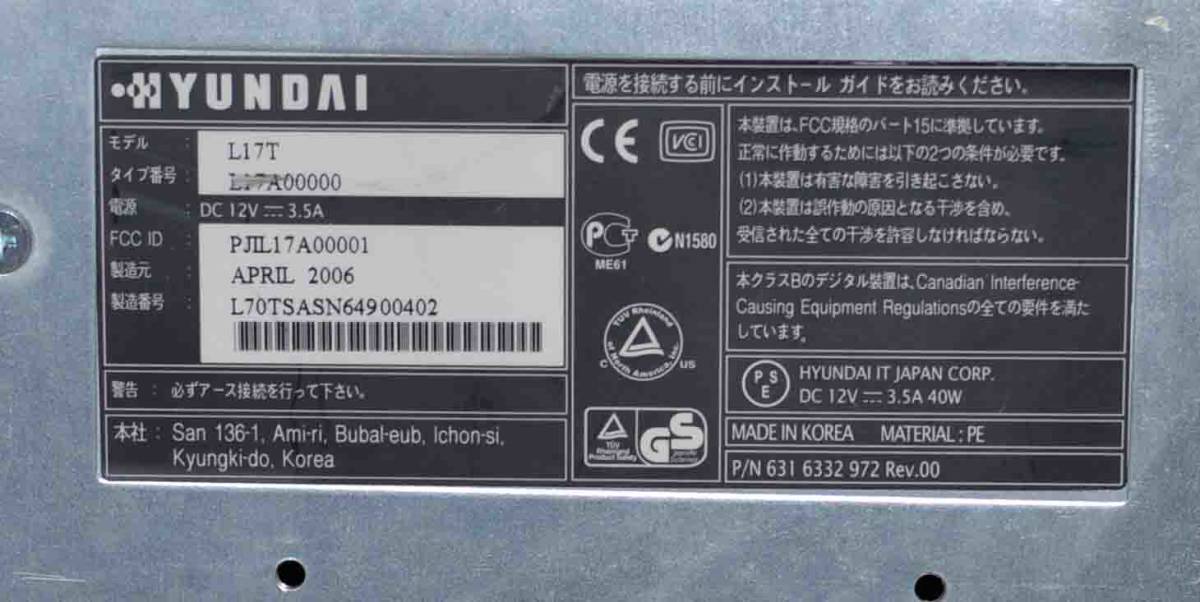 HYUNDAI
モデル : L17T
タイプ番号 : L17A00000
電源 : DC 12V 3.5A
FCC ID : PJIL17A00001
製造元 : APRIL 2006
製造番号 : L70TSASN64900402
警告 : 必ずアース接続を行って下さい。
本社 : San 136-1, Ami-ri, Bubal-eub, Ichon-si,
Kyungki-do, Korea
電源を接続する前にインストール ガイドをお読みください。
CE VCCI
PCT N1580
ME61
TÜV Rheinland
of North America, Inc.
C US
TÜV
Rheinland
Product Safety
GS
本装置は、FCC規格のパート15に準拠しています。
正常に作動するためには以下の2つの条件が必要です。
(1)本装置は有害な障害を引き起こさない。
(2)本装置は誤作動の原因となる干渉を含め、
受信された全ての干渉を許容しなければならない。
本クラスBのデジタル装置は、Canadian Interference-
Causing Equipment Regulationsの全ての要件を満た
しています。
PSE
HYUNDAI IT JAPAN CORP.
DC 12V 3.5A 40W
MADE IN KOREA MATERIAL : PE
P/N 631 6332 972 Rev.00